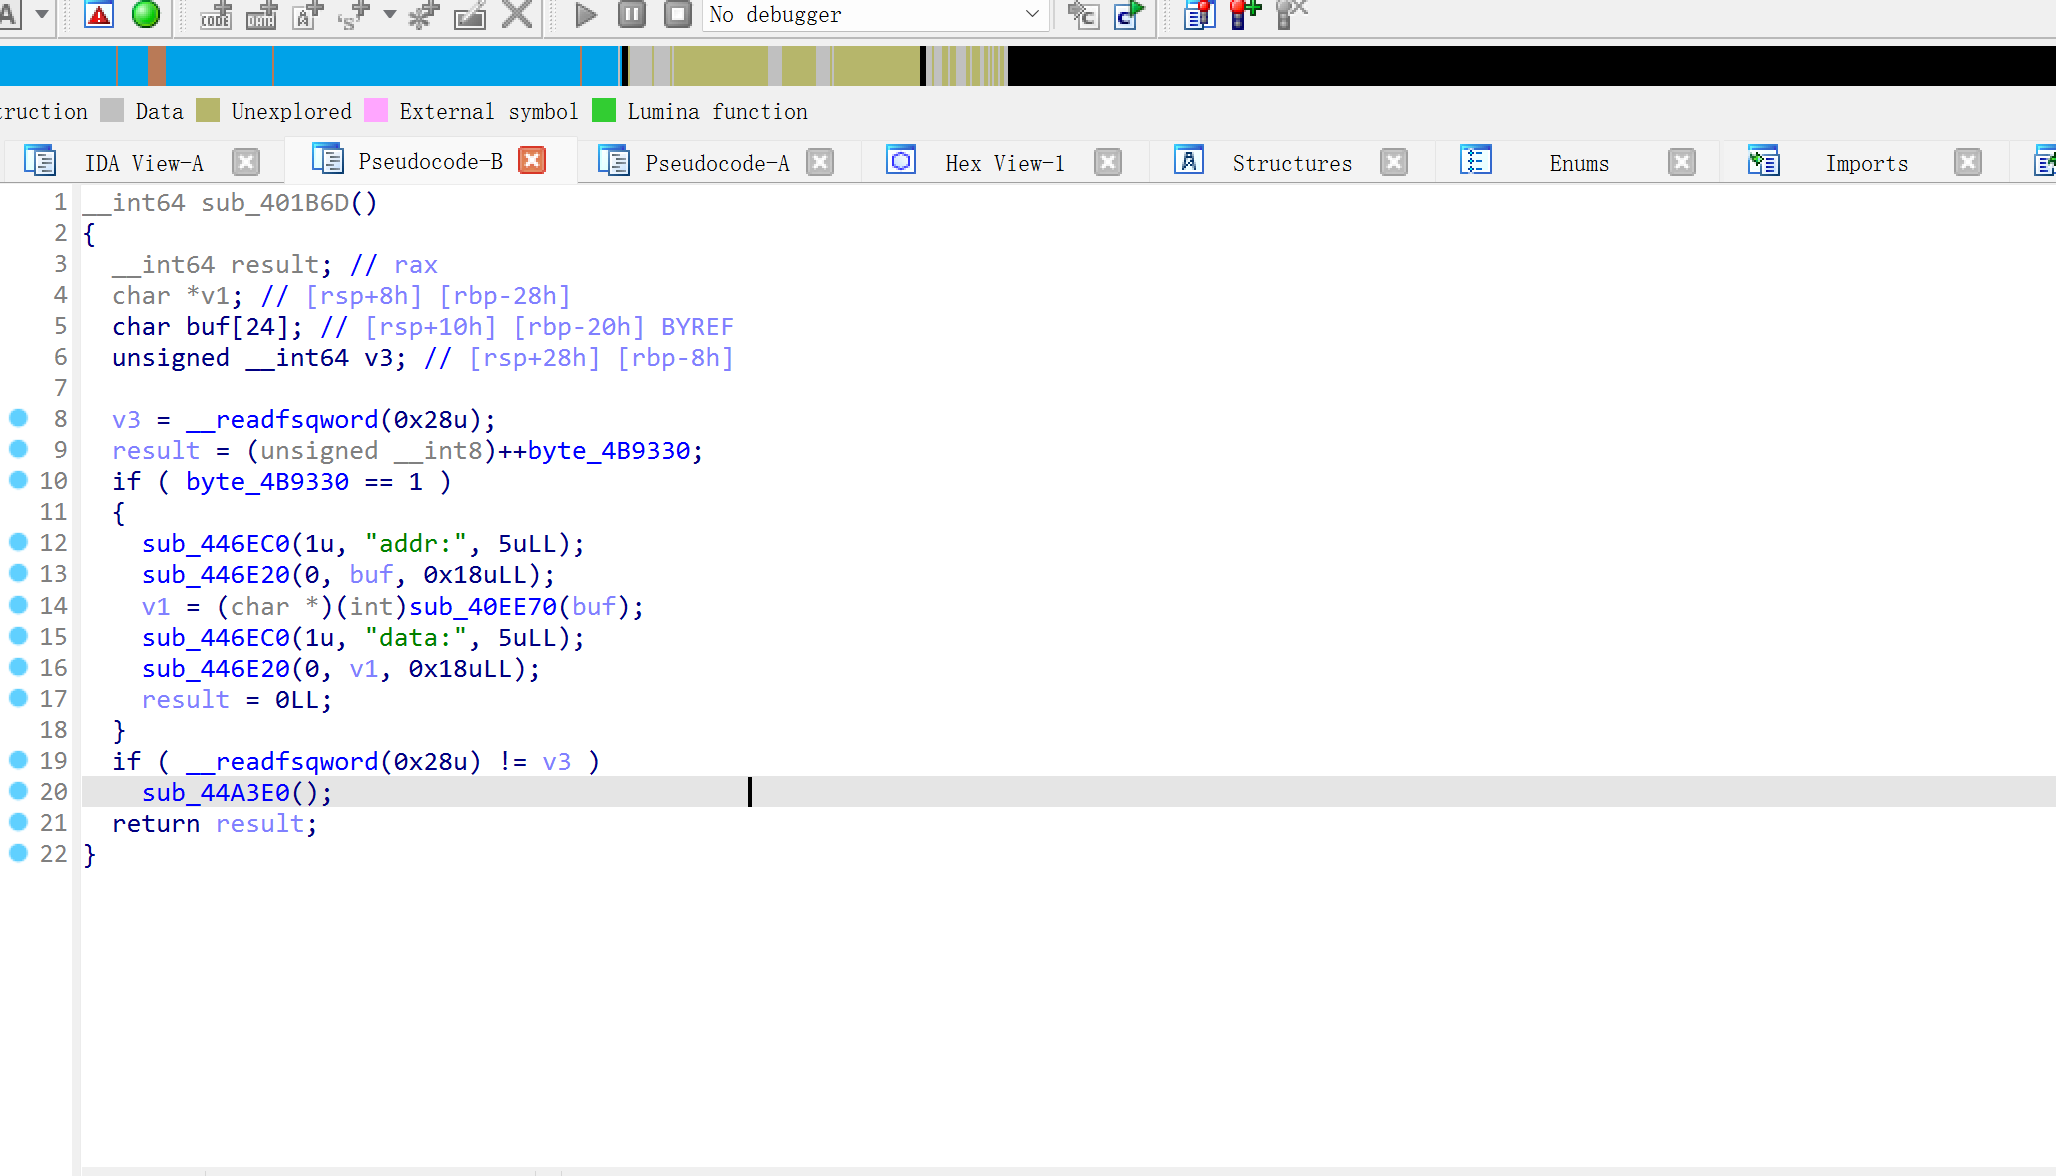 No debugger
ruction Data Unexplored External symbol Lumina function
IDA View-A Pseudocode-B Pseudocode-A Hex View-1 Structures Enums Imports
1 __int64 sub_401B6D()
2 {
3 __int64 result; // rax
4 char *v1; // [rsp+8h] [rbp-28h]
5 char buf[24]; // [rsp+10h] [rbp-20h] BYREF
6 unsigned __int64 v3; // [rsp+28h] [rbp-8h]
7
8 v3 = __readfsqword(0x28u);
9 result = (unsigned __int8)++byte_4B9330;
10 if ( byte_4B9330 == 1 )
11 {
12 sub_446EC0(1u, "addr:", 5uLL);
13 sub_446E20(0, buf, 0x18uLL);
14 v1 = (char *)(int)sub_40EE70(buf);
15 sub_446EC0(1u, "data:", 5uLL);
16 sub_446E20(0, v1, 0x18uLL);
17 result = 0LL;
18 }
19 if ( __readfsqword(0x28u) != v3 )
20 sub_44A3E0();
21 return result;
22 }